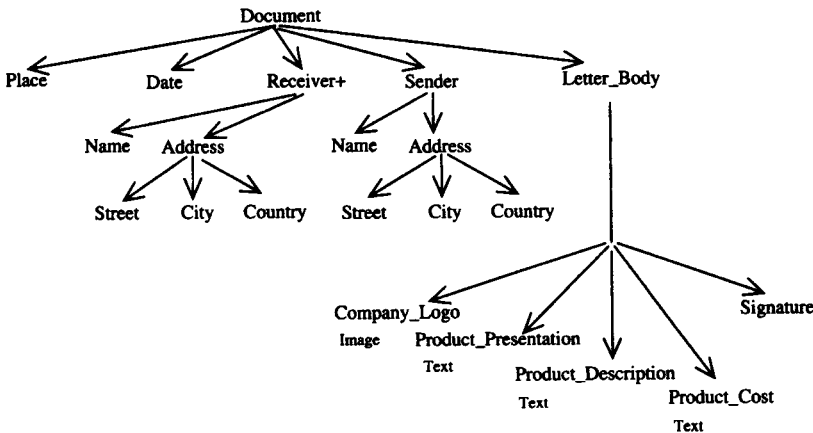 Document
Place Date Receiver+ Sender Letter_Body
Name Address Name Address
Street City Country Street City Country
Company_Logo Signature
Image Product_Presentation
Text
Product_Description
Text Product_Cost
Text